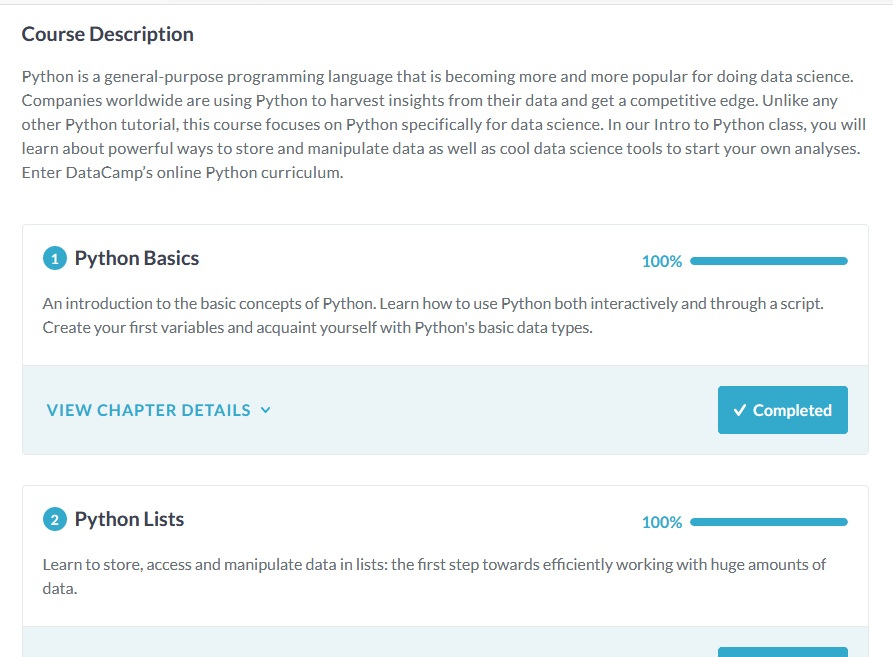 Course Description
Python is a general-purpose programming language that is becoming more and more popular for doing data science.
Companies worldwide are using Python to harvest insights from their data and get a competitive edge. Unlike any
other Python tutorial, this course focuses on Python specifically for data science. In our Intro to Python class, you will
learn about powerful ways to store and manipulate data as well as cool data science tools to start your own analyses.
Enter DataCamp’s online Python curriculum.
1 Python Basics
100%
An introduction to the basic concepts of Python. Learn how to use Python both interactively and through a script.
Create your first variables and acquaint yourself with Python's basic data types.
VIEW CHAPTER DETAILS
Completed
2 Python Lists
100%
Learn to store, access and manipulate data in lists: the first step towards efficiently working with huge amounts of
data.